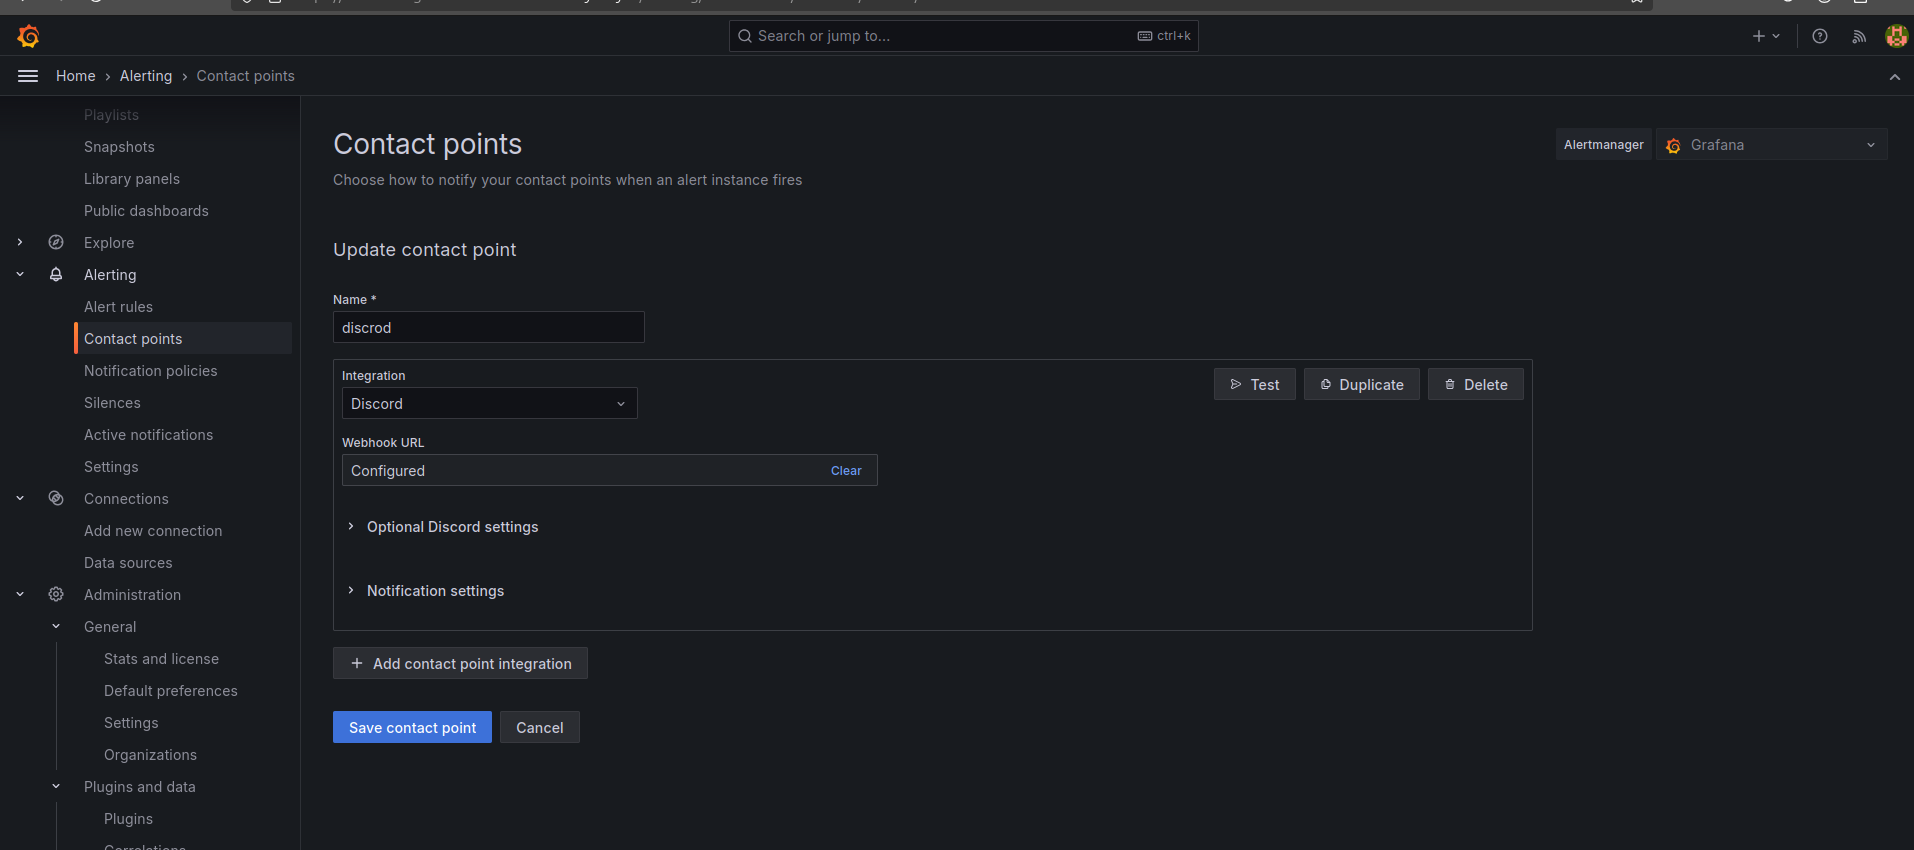 Search or jump to...
ctrl+k
Home › Alerting › Contact points
Playlists
Snapshots
Library panels
Public dashboards
Explore
Alerting
Alert rules
Contact points
Notification policies
Silences
Active notifications
Settings
Connections
Add new connection
Data sources
Administration
General
Stats and license
Default preferences
Settings
Organizations
Plugins and data
Plugins
Correlations
Contact points
Alertmanager
Grafana
Choose how to notify your contact points when an alert instance fires
Update contact point
Name *
discrod
Integration
Discord
Test
Duplicate
Delete
Webhook URL
Configured
Clear
Optional Discord settings
Notification settings
Add contact point integration
Save contact point
Cancel